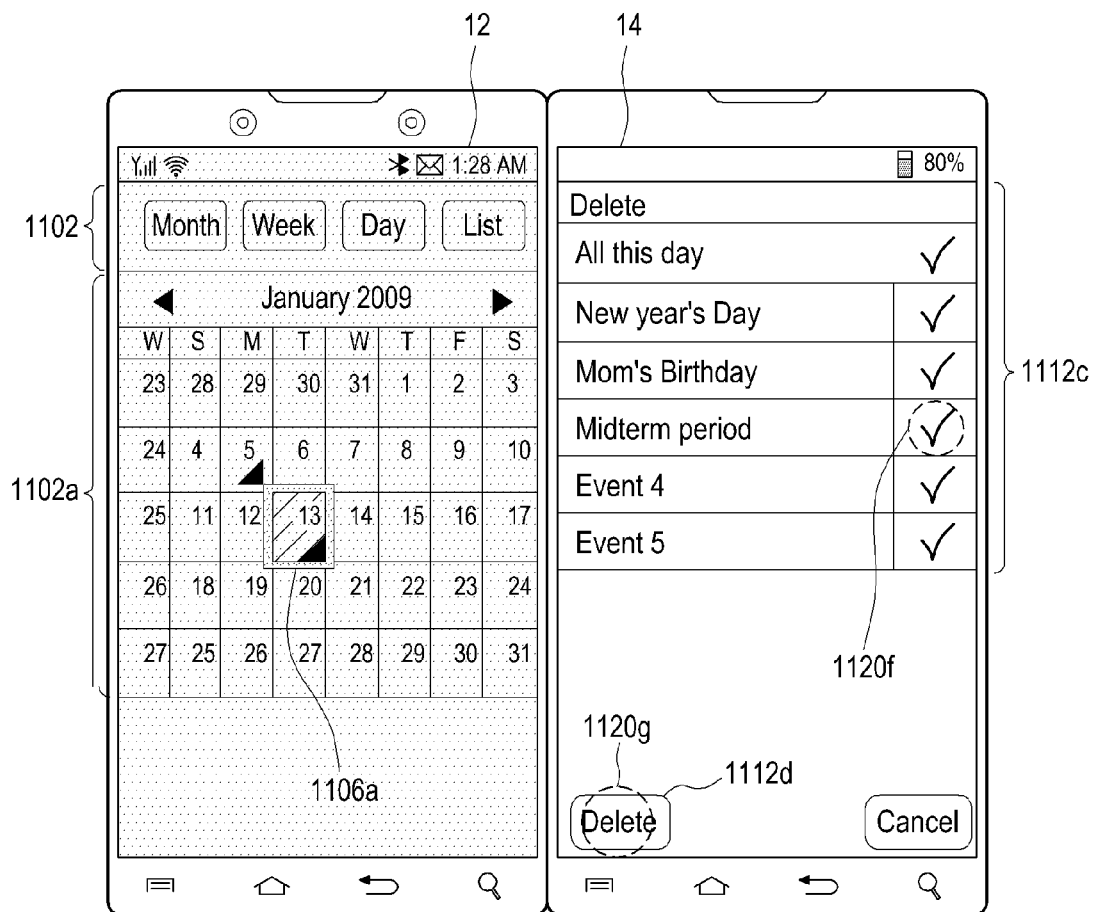 12 14
1:28 AM
80%
1102
Month Week Day List
Delete
All this day
January 2009
New year's Day
W S M T W T F S
Mom's Birthday
1112c
23 28 29 30 31 1 2 3
Midterm period
24 4 5 6 7 8 9 10
1102a
Event 4
25 11 12 13 14 15 16 17
Event 5
26 18 19 20 21 22 23 24
27 25 26 27 28 29 30 31
1120f
1120g
1106a
1112d
Delete Cancel